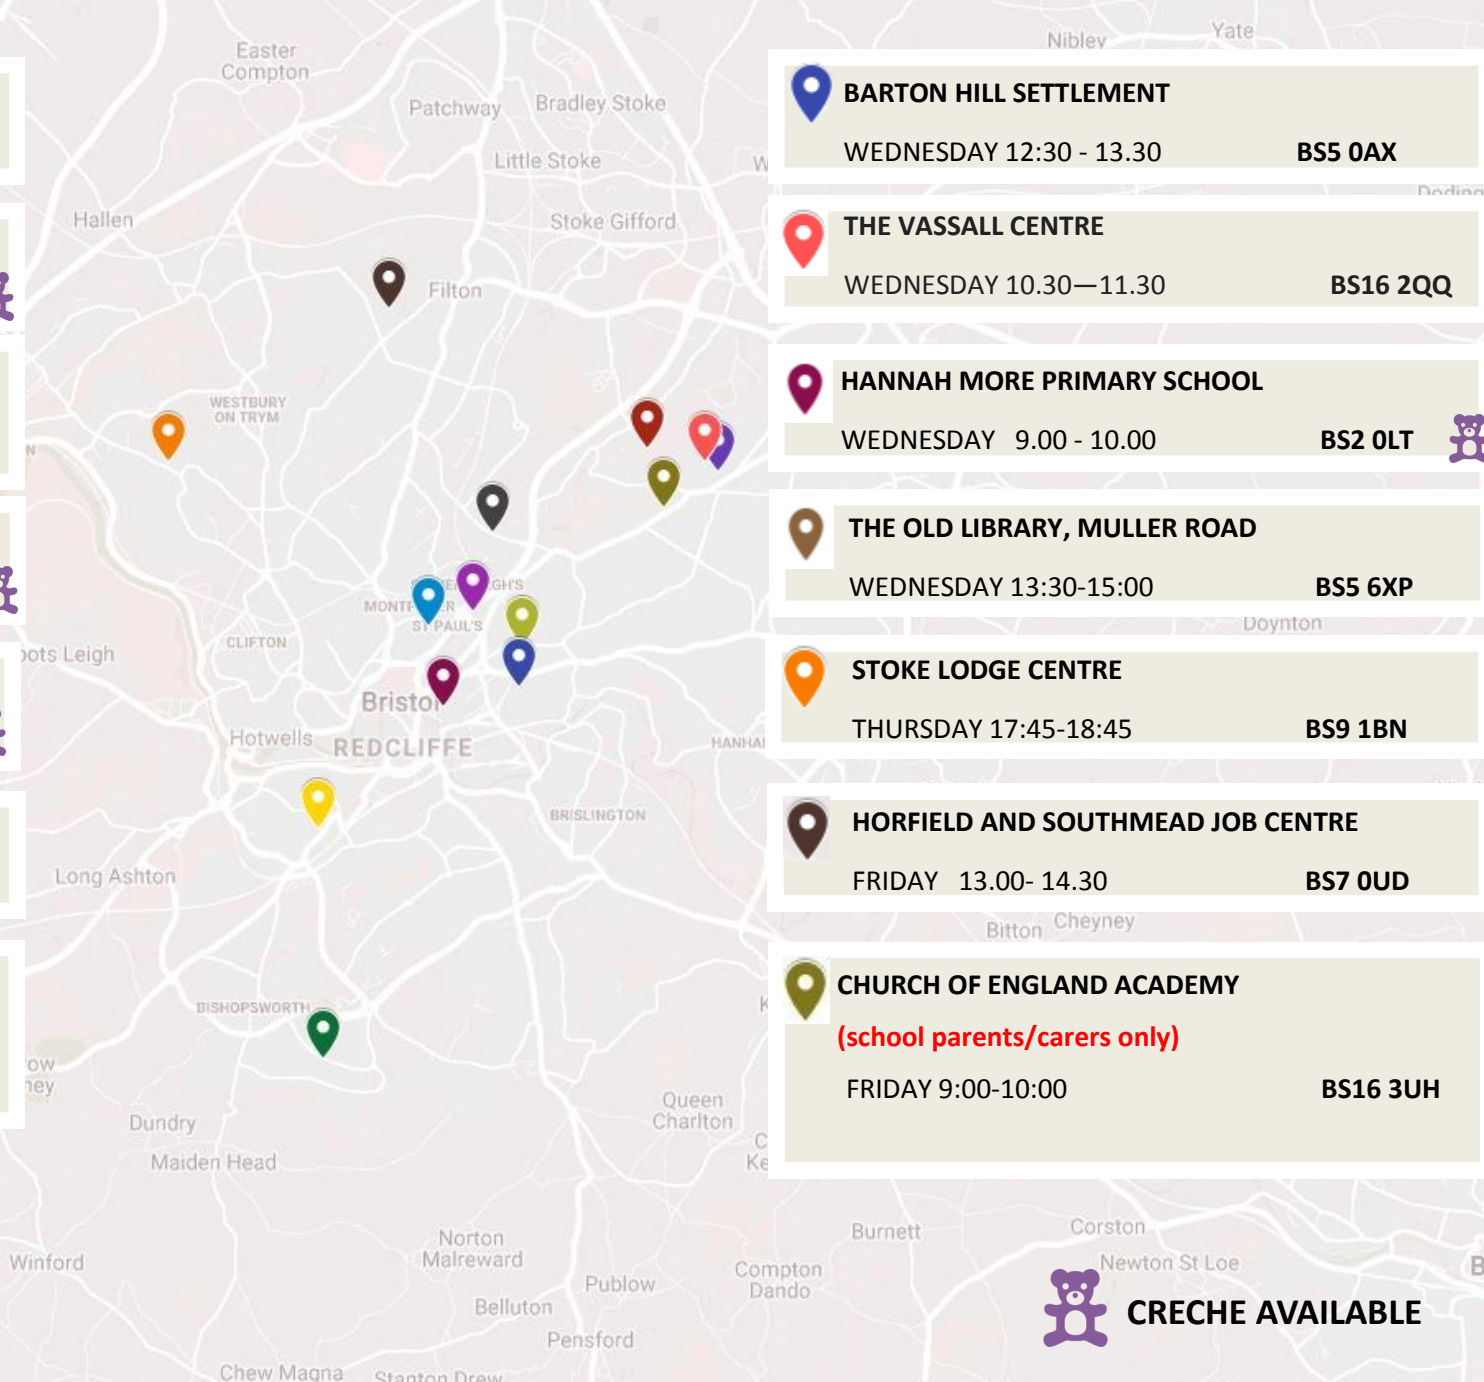 Easter
Compton
Patchway
Bradley Stoke
Little Stoke
Hallen
Stoke Gifford
Filton
WESTBURY
ON TRYM
GH'S
MONT
ST PAUL'S
CLIFTON
Leigh
Bristol
Hotwells
REDCLIFFE
BRISLINGTON
Long Ashton
BISHOPSWORTH
Dundry
Maiden Head
Queen
Charlton
Norton
Malreward
Winford
Publow
Belluton
Pensford
Compton
Dando
Chew Magna
Stanton Drew
Nibley
Yate
BARTON HILL SETTLEMENT
WEDNESDAY 12:30 - 13.30 BS5 0AX
THE VASSALL CENTRE
WEDNESDAY 10.30—11.30 BS16 2QQ
HANNAH MORE PRIMARY SCHOOL
WEDNESDAY 9.00 - 10.00 BS2 0LT
THE OLD LIBRARY, MULLER ROAD
WEDNESDAY 13:30-15:00 BS5 6XP
Doynton
STOKE LODGE CENTRE
THURSDAY 17:45-18:45 BS9 1BN
HORFIELD AND SOUTHMEAD JOB CENTRE
FRIDAY 13.00- 14.30 BS7 0UD
Bitton
Cheyney
CHURCH OF ENGLAND ACADEMY
(school parents/carers only)
FRIDAY 9:00-10:00 BS16 3UH
Burnett
Corston
Newton St Loe
CRECHE AVAILABLE